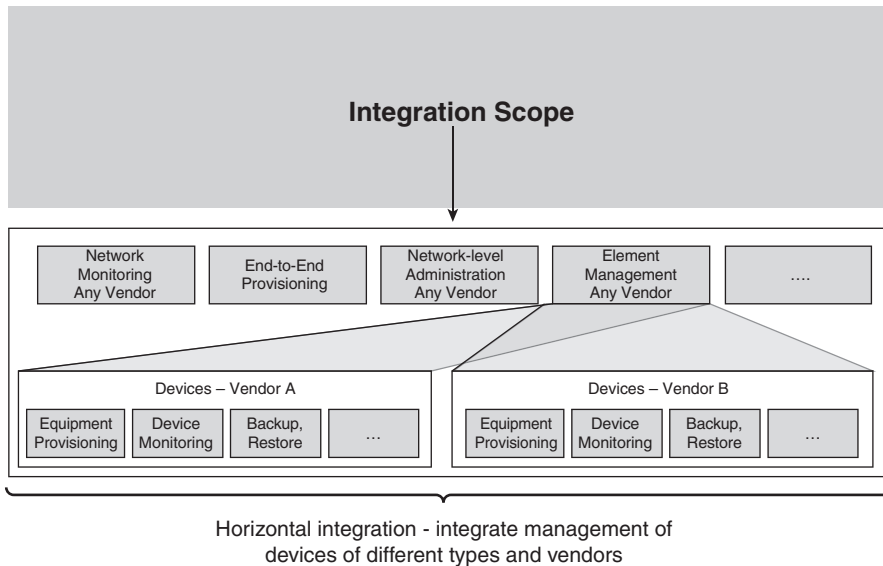 Integration Scope
Network
Monitoring
Any Vendor
End-to-End
Provisioning
Network-level
Administration
Any Vendor
Element
Management
Any Vendor
....
Devices – Vendor A
Equipment
Provisioning
Device
Monitoring
Backup,
Restore
...
Devices – Vendor B
Equipment
Provisioning
Device
Monitoring
Backup,
Restore
...
Horizontal integration - integrate management of
devices of different types and vendors